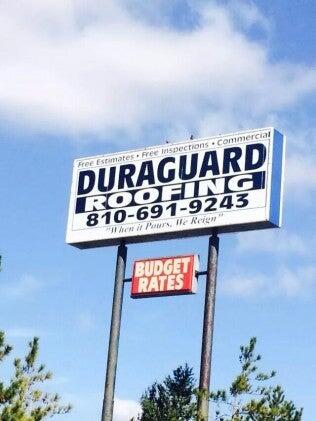 Free Estimates • Free Inspections • Commercial
DURAGUARD
ROOFING
810-691-9243
"When it Pours, We Reign"
BUDGET
RATES